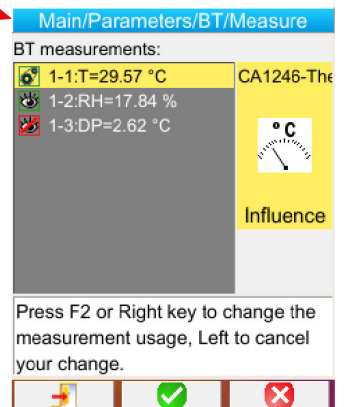 Main/Parameters/BT/Measure
BT measurements:
1-1:T=29.57 °C
1-2:RH=17.84 %
1-3:DP=2.62 °C
CA1246-The
°C
Influence
Press F2 or Right key to change the
measurement usage, Left to cancel
your change.